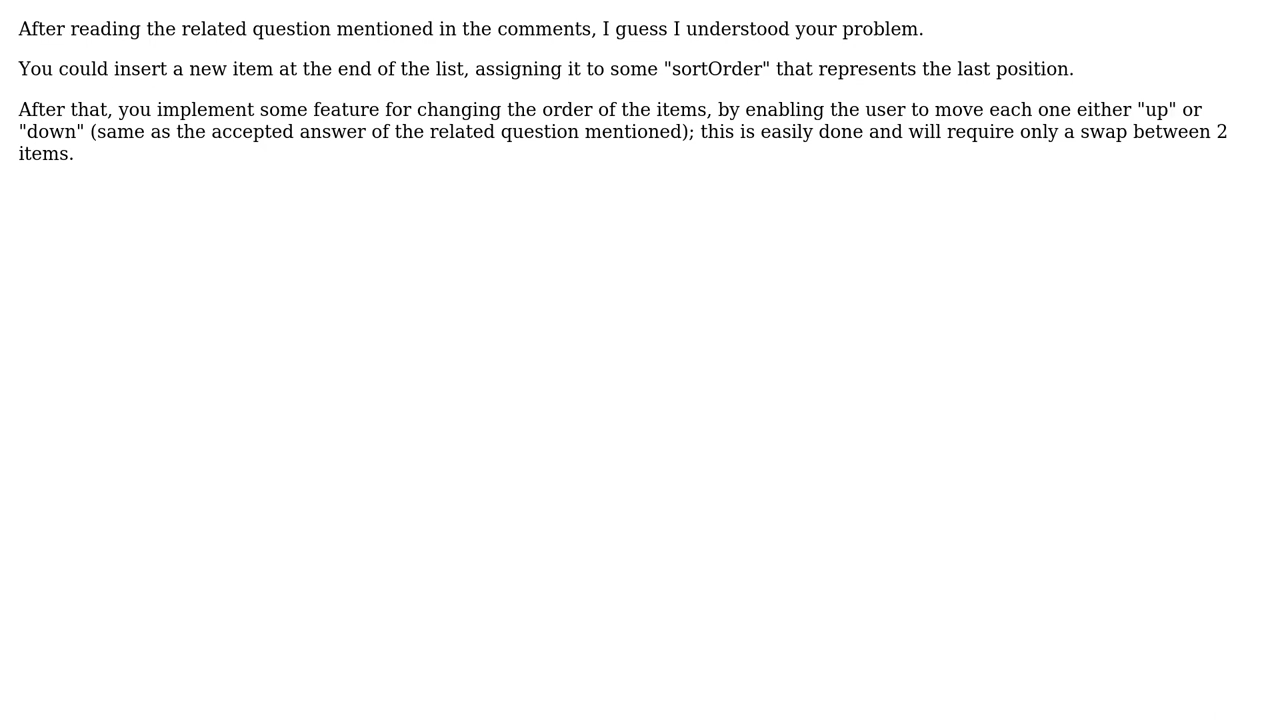 After reading the related question mentioned in the comments, I guess I understood your problem.
You could insert a new item at the end of the list, assigning it to some "sortOrder" that represents the last position.
After that, you implement some feature for changing the order of the items, by enabling the user to move each one either "up" or
"down" (same as the accepted answer of the related question mentioned); this is easily done and will require only a swap between 2
items.